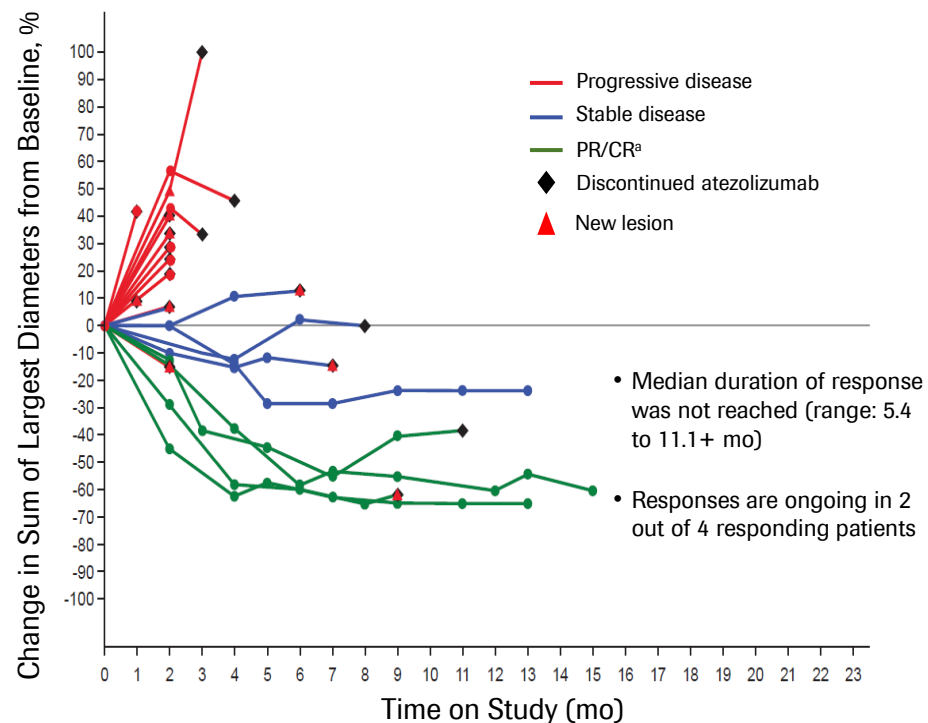 Change in Sum of Largest Diameters from Baseline, %
100
90
80
70
60
50
40
30
20
10
0
-10
-20
-30
-40
-50
-60
-70
-80
-90
-100
Progressive disease
Stable disease
PR/CRᵃ
Discontinued atezolizumab
New lesion
• Median duration of response
was not reached (range: 5.4
to 11.1+ mo)
• Responses are ongoing in 2
out of 4 responding patients
0 1 2 3 4 5 6 7 8 9 10 11 12 13 14 15 16 17 18 19 20 21 22 23
Time on Study (mo)